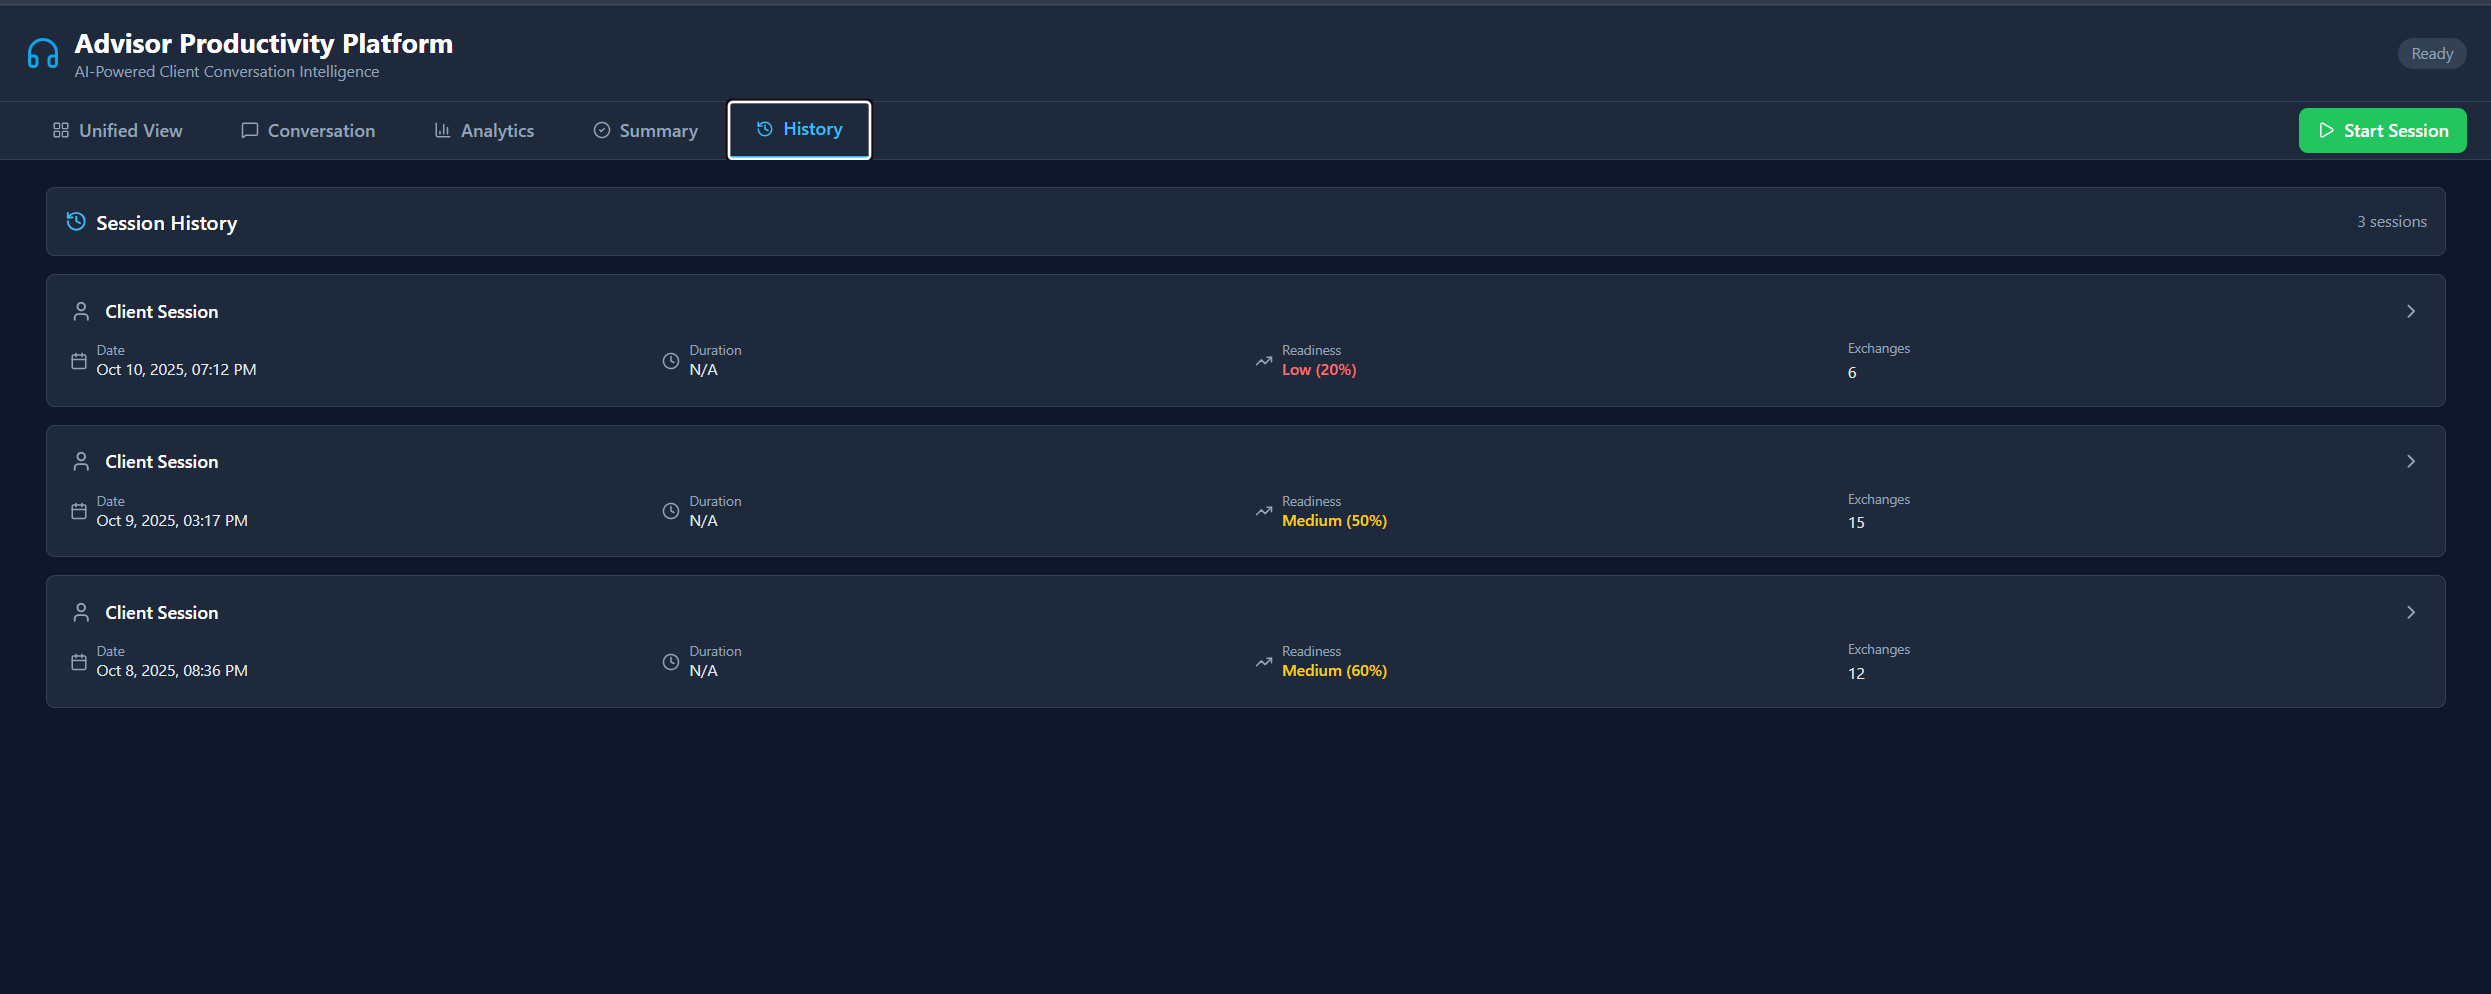 Advisor Productivity Platform
AI-Powered Client Conversation Intelligence
Ready
Unified View
Conversation
Analytics
Summary
History
Start Session
Session History
3 sessions
Client Session
Date
Oct 10, 2025, 07:12 PM
Duration
N/A
Readiness
Low (20%)
Exchanges
6
Client Session
Date
Oct 9, 2025, 03:17 PM
Duration
N/A
Readiness
Medium (50%)
Exchanges
15
Client Session
Date
Oct 8, 2025, 08:36 PM
Duration
N/A
Readiness
Medium (60%)
Exchanges
12